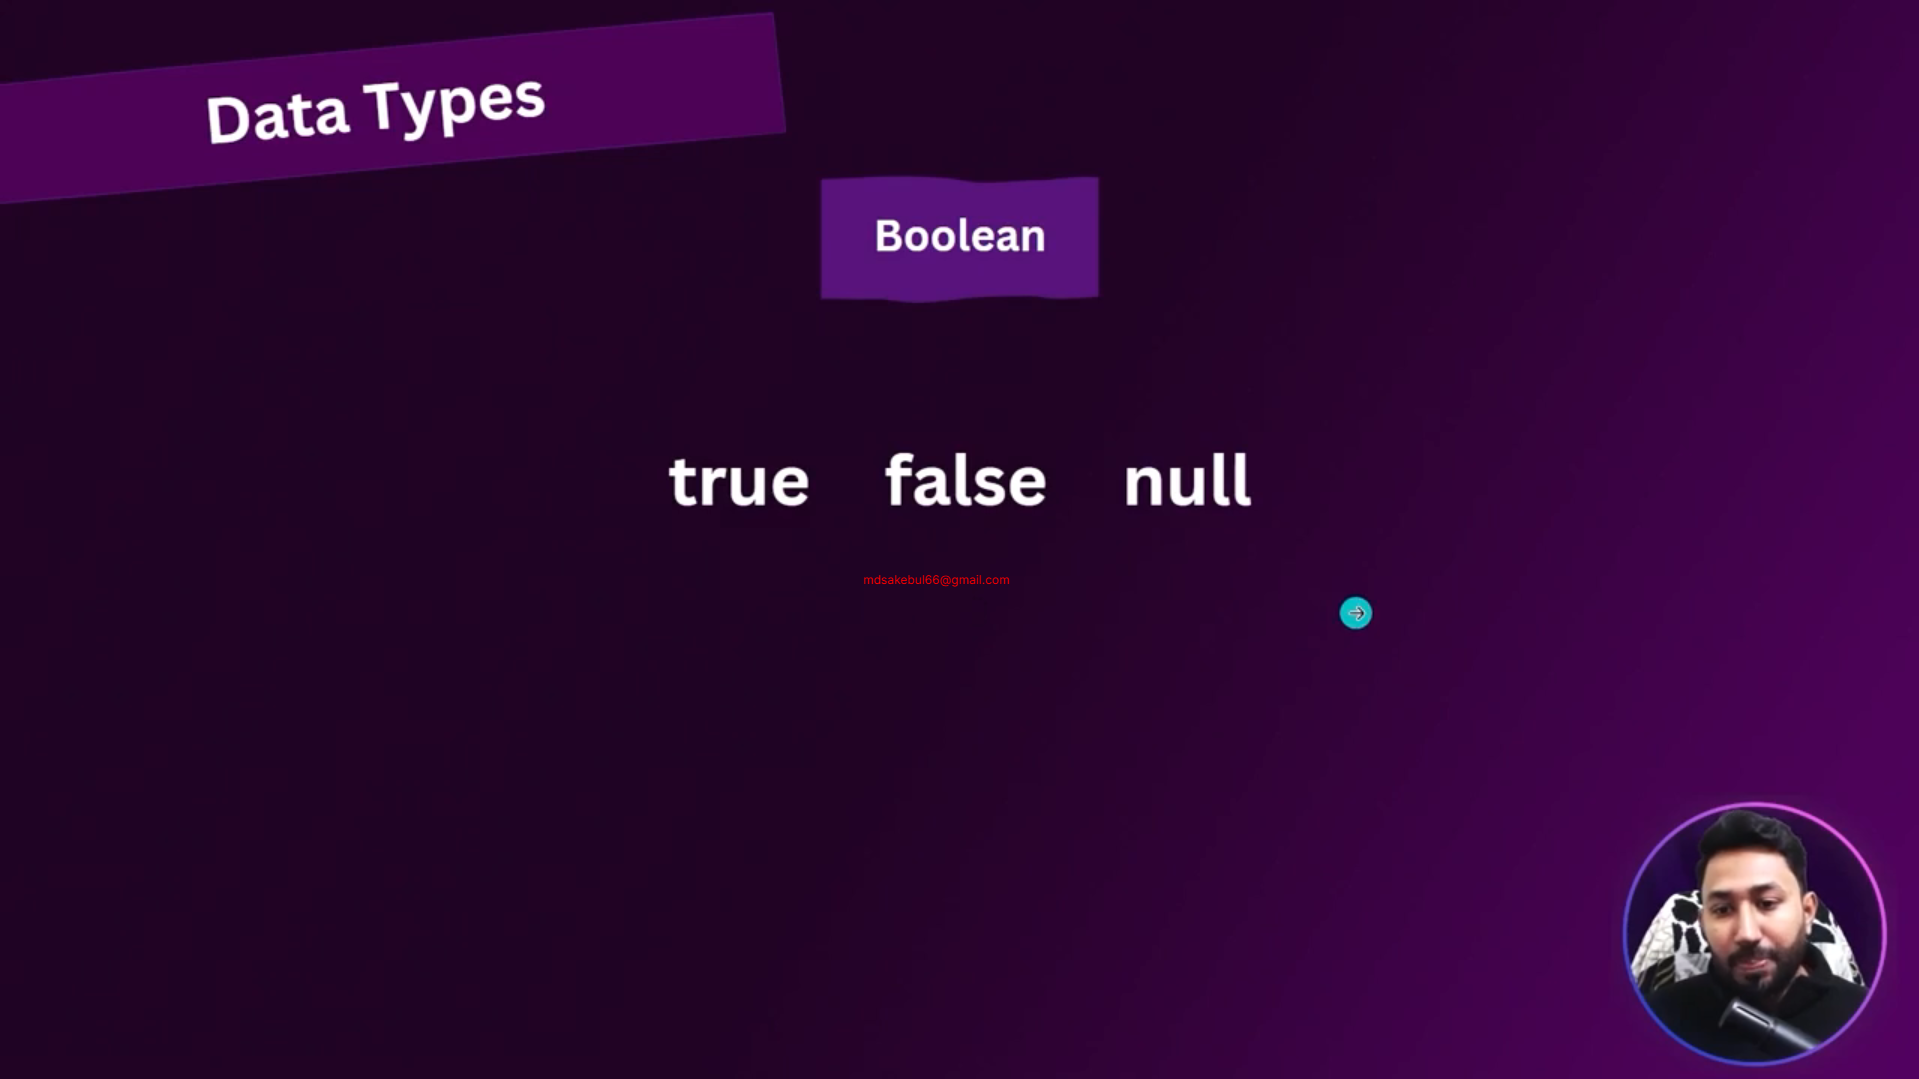 Data Types
Boolean
true false null
mdsakebul66@gmail.com